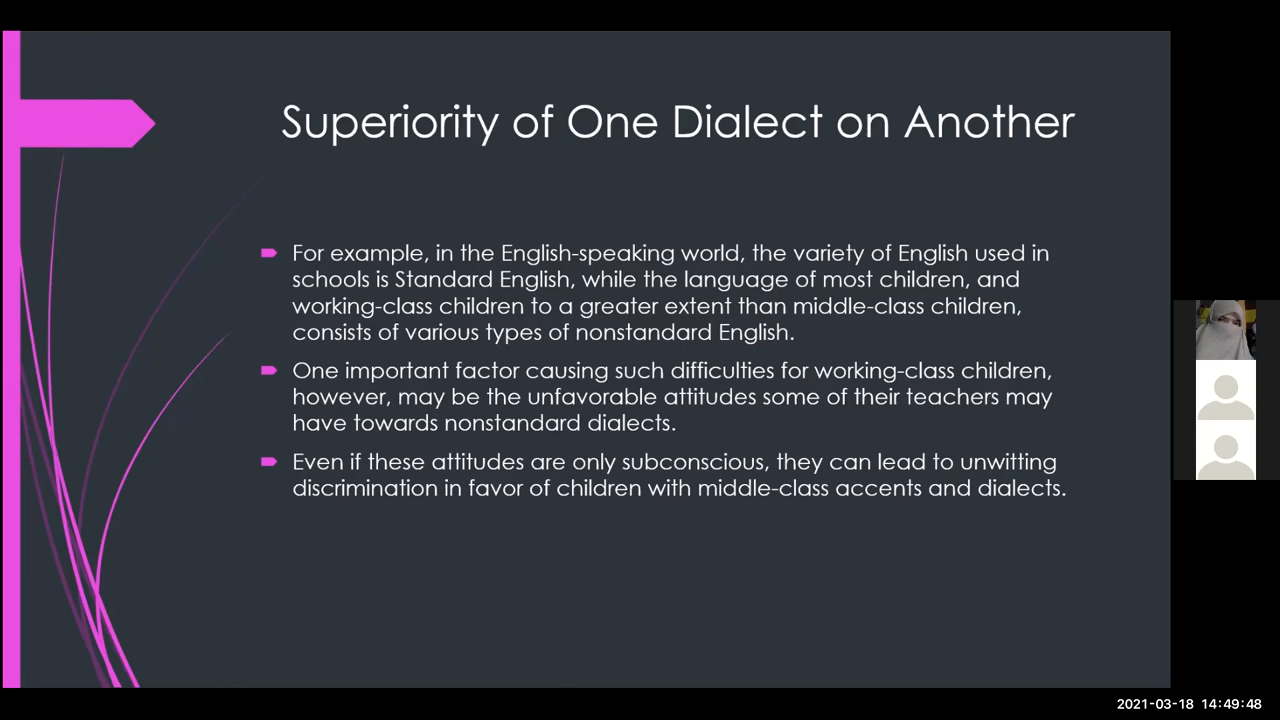 Superiority of One Dialect on Another
For example, in the English-speaking world, the variety of English used in
schools is Standard English, while the language of most children, and
working-class children to a greater extent than middle-class children,
consists of various types of nonstandard English.
One important factor causing such difficulties for working-class children,
however, may be the unfavorable attitudes some of their teachers may
have towards nonstandard dialects.
Even if these attitudes are only subconscious, they can lead to unwitting
discrimination in favor of children with middle-class accents and dialects.
2021-03-18 14:49:48